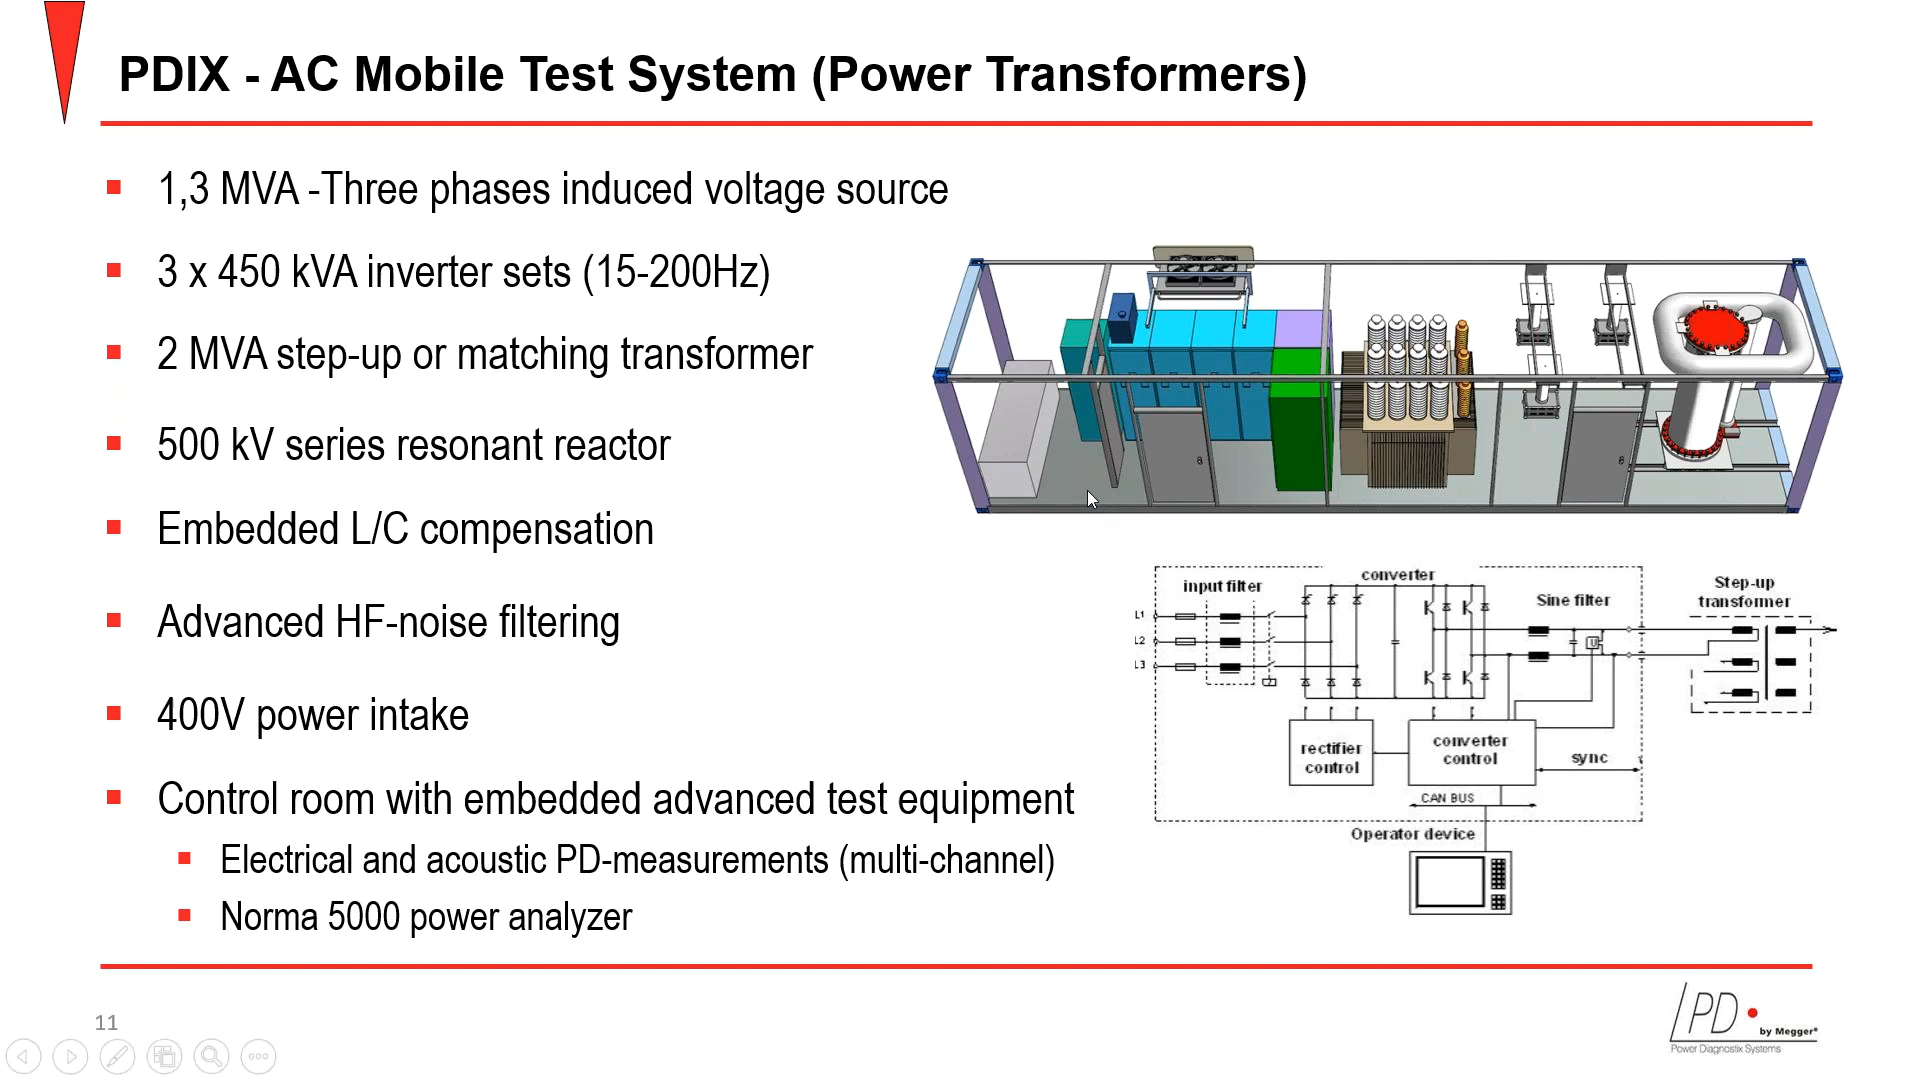 PDIX - AC Mobile Test System (Power Transformers)
1,3 MVA -Three phases induced voltage source
3 x 450 kVA inverter sets (15-200Hz)
2 MVA step-up or matching transformer
500 kV series resonant reactor
Embedded L/C compensation
Advanced HF-noise filtering
400V power intake
Control room with embedded advanced test equipment
Electrical and acoustic PD-measurements (multi-channel)
Norma 5000 power analyzer
input filter
converter
Sine filter
Step-up
transformer
L1
L2
L3
U
rectifier
control
converter
control
sync
CAN BUS
Operator device
11
PD
by Megger
Power Diagnostix Systems